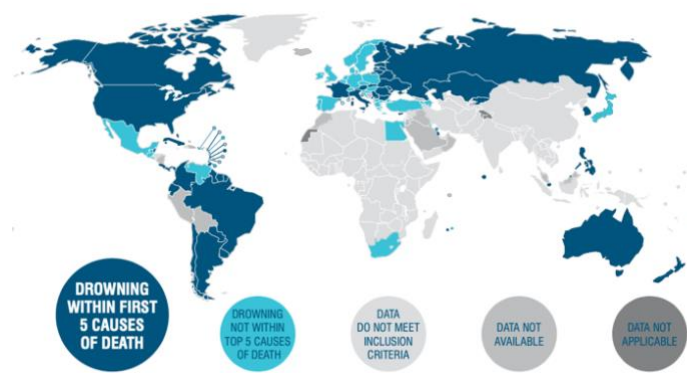 DROWNING
WITHIN FIRST
5 CAUSES
OF DEATH
DROWNING
NOT WITHIN
TOP 5 CAUSES
OF DEATH
DATA
DO NOT MEET
INCLUSION
CRITERIA
DATA NOT
AVAILABLE
DATA NOT
APPLICABLE